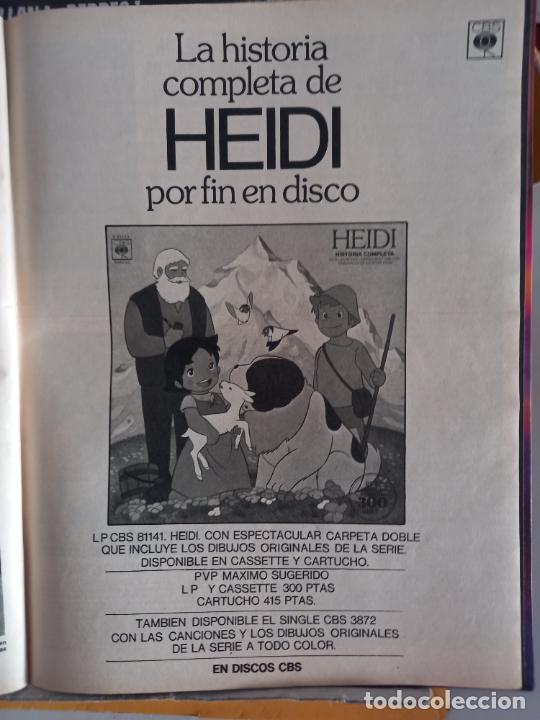 La historia
completa de
HEIDI
por fin en disco
CBS
HEIDI
HISTORIA COMPLETA
300
LP CBS 81141. HEIDI. CON ESPECTACULAR CARPETA DOBLE
QUE INCLUYE LOS DIBUJOS ORIGINALES DE LA SERIE.
DISPONIBLE EN CASSETTE Y CARTUCHO.
PVP MAXIMO SUGERIDO
LP Y CASSETTE 300 PTAS
CARTUCHO 415 PTAS.
TAMBIEN DISPONIBLE EL SINGLE CBS 3872
CON LAS CANCIONES Y LOS DIBUJOS ORIGINALES
DE LA SERIE A TODO COLOR.
EN DISCOS CBS
todocoleccion.net